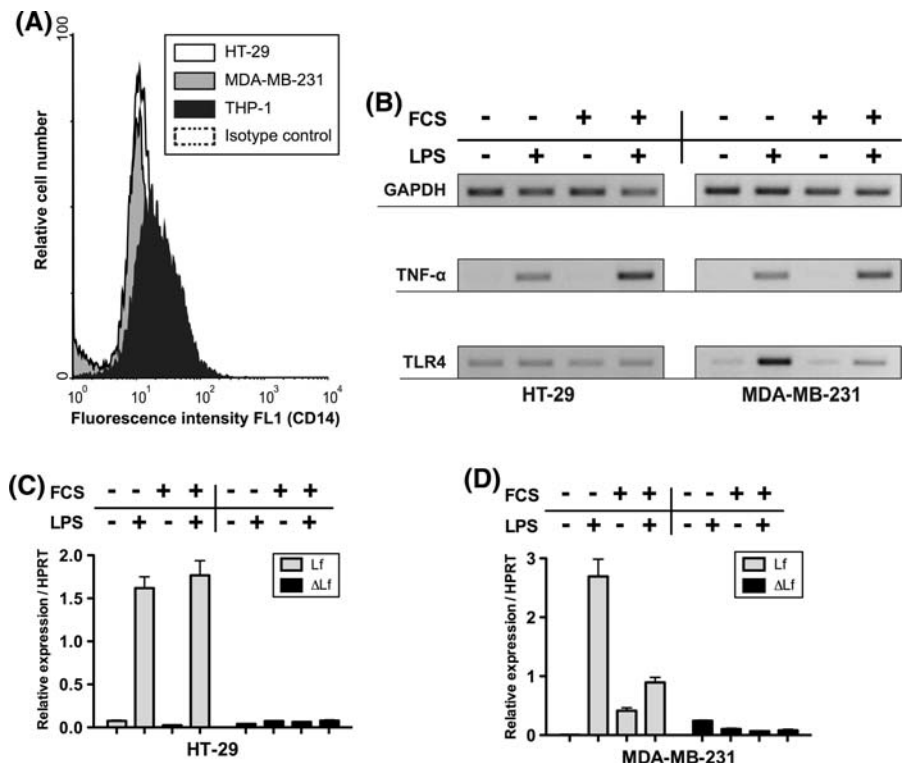 (A)
100
Relative cell number
0
HT-29
MDA-MB-231
THP-1
Isotype control
10⁰ 10¹ 10² 10³ 10⁴
Fluorescence intensity FL1 (CD14)
(B)
FCS - - + + - - + +
LPS - + - + - + - +
GAPDH
TNF-α
TLR4
HT-29 MDA-MB-231
(C)
FCS - - + + - - + +
LPS - + - + - + - +
Relative expression / HPRT
2.0
1.5
1.0
0.5
0.0
Lf
ΔLf
HT-29
(D)
FCS - - + + - - + +
LPS - + - + - + - +
Relative expression / HPRT
3
2
1
0
Lf
ΔLf
MDA-MB-231